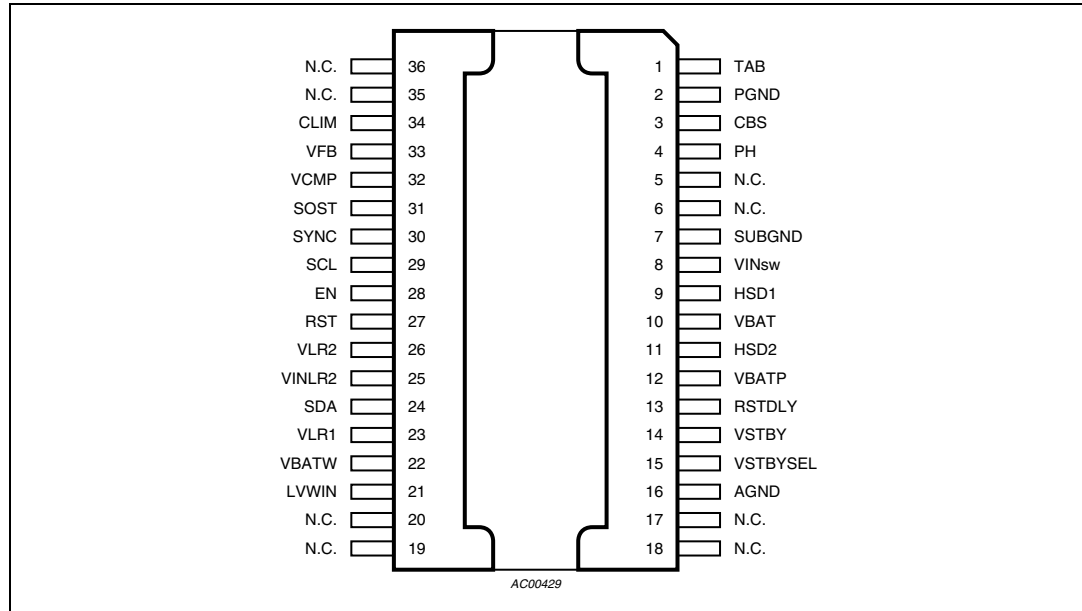 N.C. 36 1 TAB
N.C. 35 2 PGND
CLIM 34 3 CBS
VFB 33 4 PH
VCMP 32 5 N.C.
SOST 31 6 N.C.
SYNC 30 7 SUBGND
SCL 29 8 VINsw
EN 28 9 HSD1
RST 27 10 VBAT
VLR2 26 11 HSD2
VINLR2 25 12 VBATP
SDA 24 13 RSTDLY
VLR1 23 14 VSTBY
VBATW 22 15 VSTBYSEL
LVWIN 21 16 AGND
N.C. 20 17 N.C.
N.C. 19 18 N.C.
AC00429